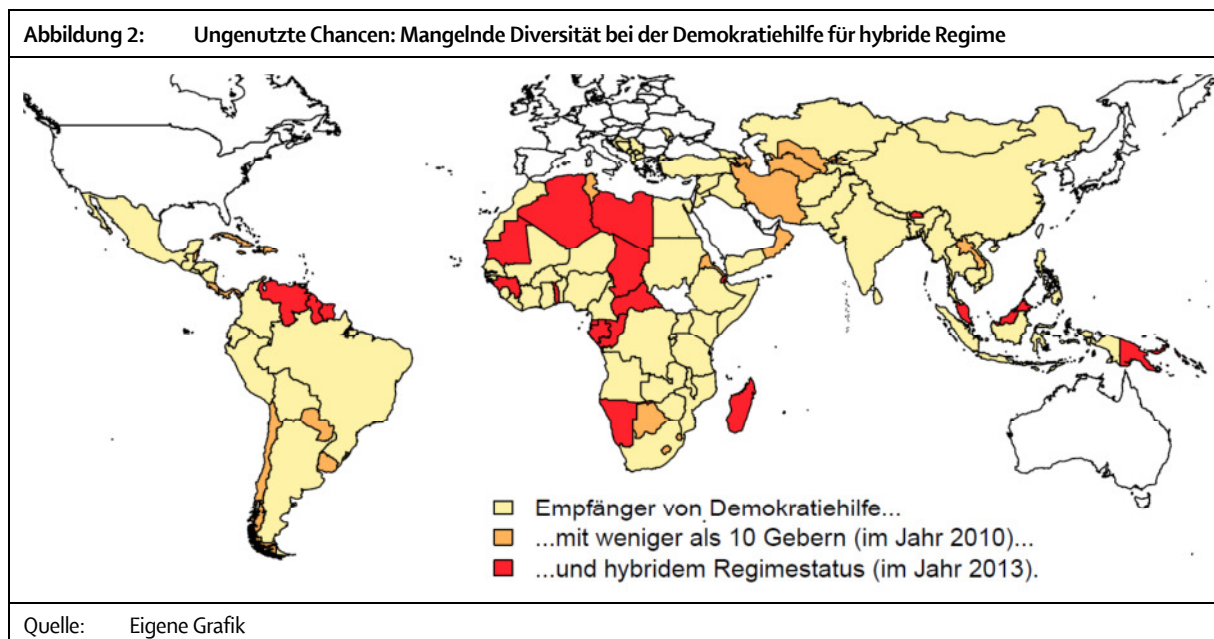 Abbildung 2: Ungenutzte Chancen: Mangelnde Diversität bei der Demokratiehilfe für hybride Regime
Empfänger von Demokratiehilfe...
...mit weniger als 10 Gebern (im Jahr 2010)...
...und hybridem Regimestatus (im Jahr 2013).
Quelle: Eigene Grafik